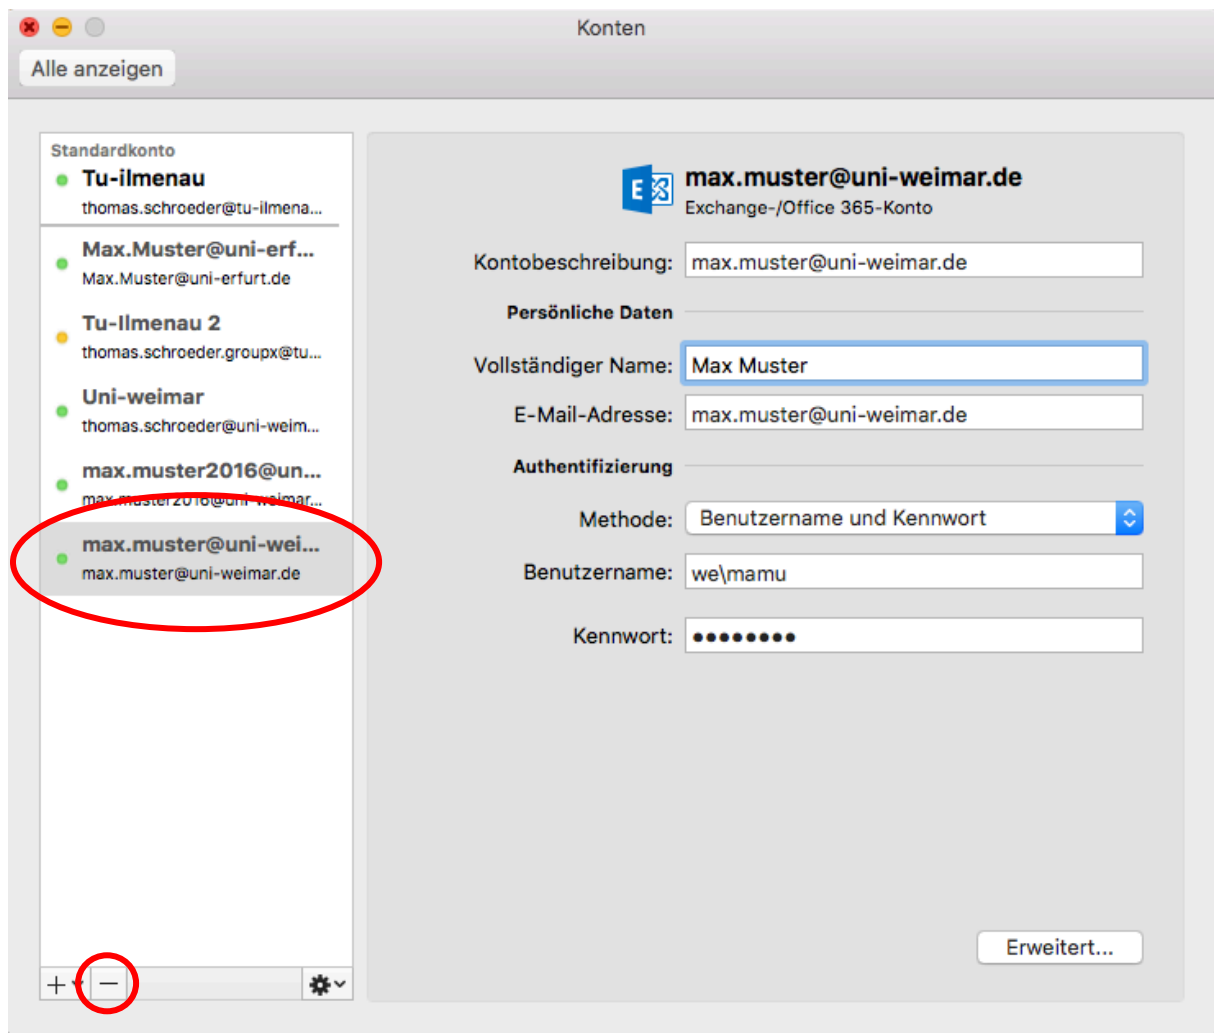 Konten
Alle anzeigen
Standardkonto
Tu-ilmenau
thomas.schroeder@tu-ilmena...
Max.Muster@uni-erf...
Max.Muster@uni-erfurt.de
Tu-Ilmenau 2
thomas.schroeder.groupx@tu...
Uni-weimar
thomas.schroeder@uni-weim...
max.muster2016@un...
max.muster2016@uni-weimar...
max.muster@uni-wei...
max.muster@uni-weimar.de
max.muster@uni-weimar.de
Exchange-/Office 365-Konto
Kontobeschreibung: max.muster@uni-weimar.de
Persönliche Daten
Vollständiger Name: Max Muster
E-Mail-Adresse: max.muster@uni-weimar.de
Authentifizierung
Methode: Benutzername und Kennwort
Benutzername: we\mamu
Kennwort: ●●●●●●●●
Erweitert...